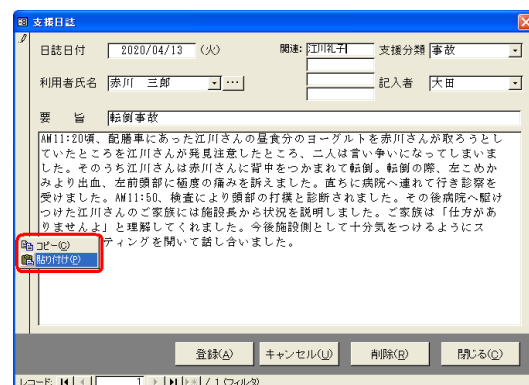 支援日誌
日誌日付 2020/04/13 (火) 関連: 江川礼子 支援分類 事故
利用者氏名 赤川 三郎 ... 記入者 大田
要 旨 転倒事故
AM11:20頃、配膳車にあった江川さんの昼食分のヨーグルトを赤川さんが取ろうとし
ていたところを江川さんが発見注意したところ、二人は言い争いになってしまいま
した。そのうち江川さんは赤川さんに背中をつかまれて転倒。転倒の際、左こめか
みより出血、左前頭部に極度の痛みを訴えました。直ちに病院へ連れて行き診察を
受けました。AM11:50、検査により頭部の打撲と診断されました。その後病院へ駆け
つけた江川さんのご家族には施設長から状況を説明しました。ご家族は「仕方があ
りませんよ」と理解してくれました。今後施設側として十分気をつけるようにス
ティングを開いて話し合いました。
コピー(C)
貼り付け(P)
登録(A) キャンセル(U) 削除(R) 閉じる(C)
レコード: 1 / 1 (フィルタ)